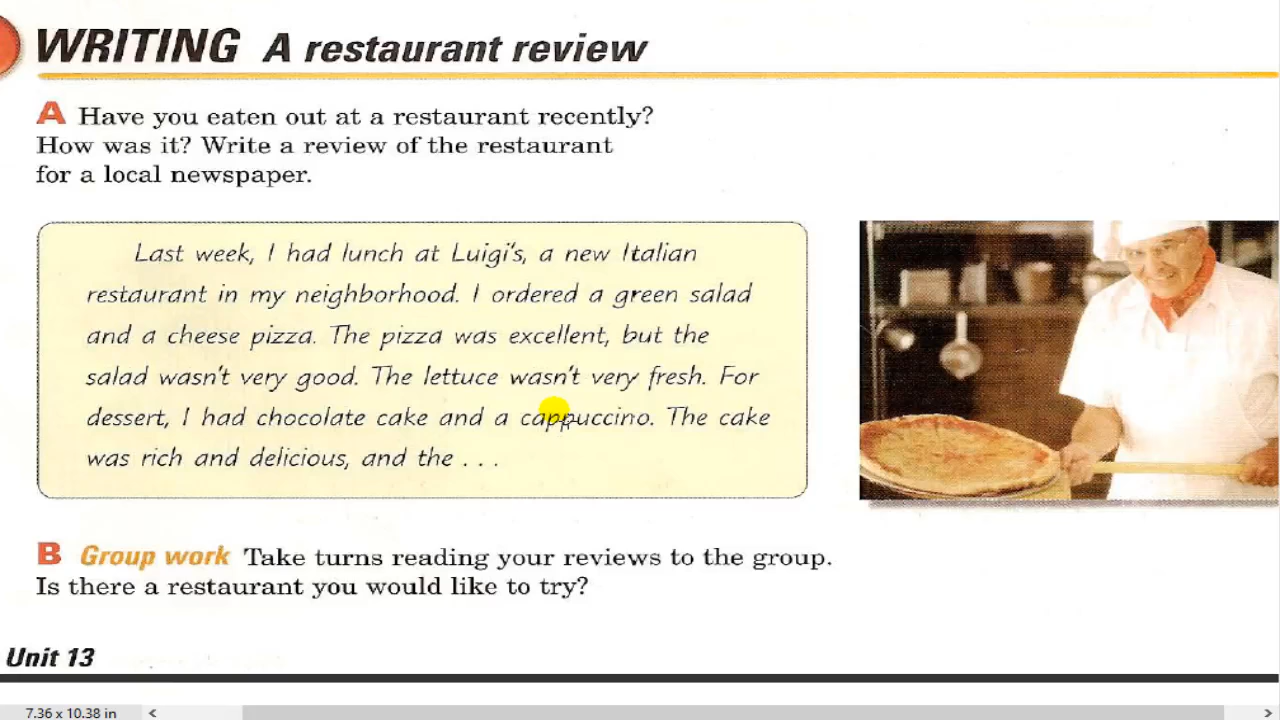 WRITING A restaurant review
A Have you eaten out at a restaurant recently?
How was it? Write a review of the restaurant
for a local newspaper.
Last week, I had lunch at Luigi's, a new Italian
restaurant in my neighborhood. I ordered a green salad
and a cheese pizza. The pizza was excellent, but the
salad wasn't very good. The lettuce wasn't very fresh. For
dessert, I had chocolate cake and a cappuccino. The cake
was rich and delicious, and the . . .
B Group work Take turns reading your reviews to the group.
Is there a restaurant you would like to try?
Unit 13
7.36 x 10.38 in